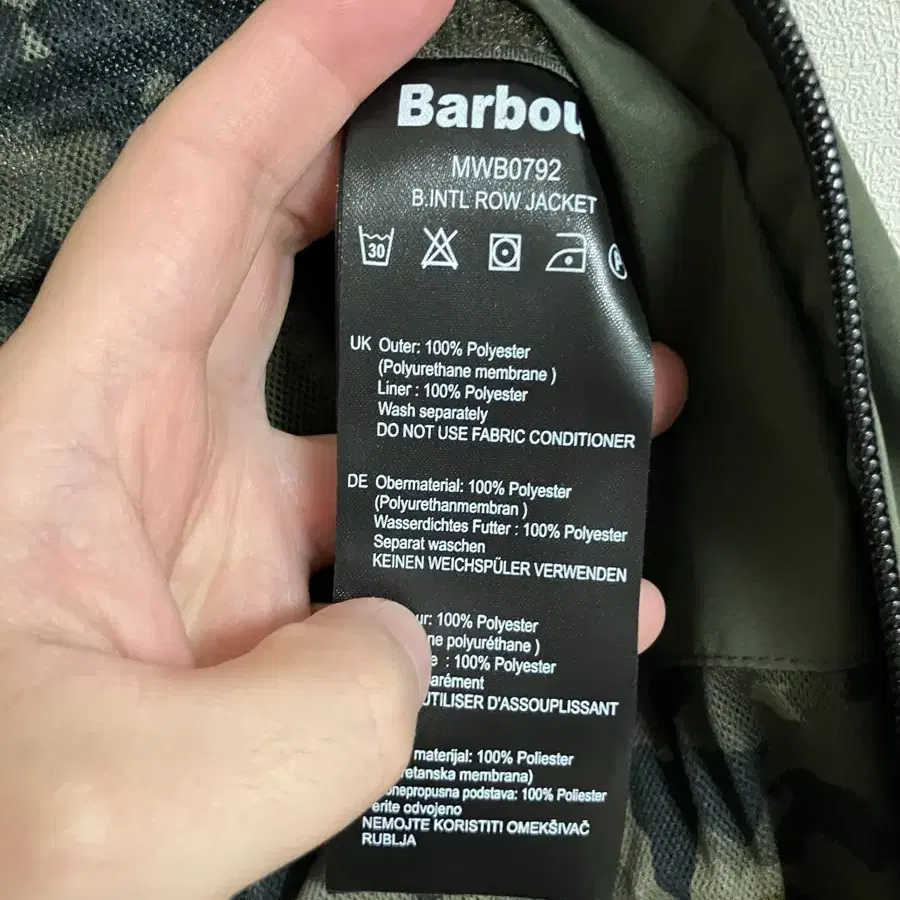 Barbou
MWB0792
B.INTL ROW JACKET
30
P
UK Outer: 100% Polyester
(Polyurethane membrane )
Liner : 100% Polyester
Wash separately
DO NOT USE FABRIC CONDITIONER
DE Obermaterial: 100% Polyester
(Polyurethanmembran )
Wasserdichtes Futter : 100% Polyester
Separat waschen
KEINEN WEICHSPÜLER VERWENDEN
ur: 100% Polyester
ne polyuréthane )
e : 100% Polyester
arément
UTILISER D'ASSOUPLISSANT
materijal: 100% Poliester
retanska membrana)
onepropusna podstava: 100% Poliester
erite odvojeno
NEMOJTE KORISTITI OMEKŠIVAČ
RUBLJA